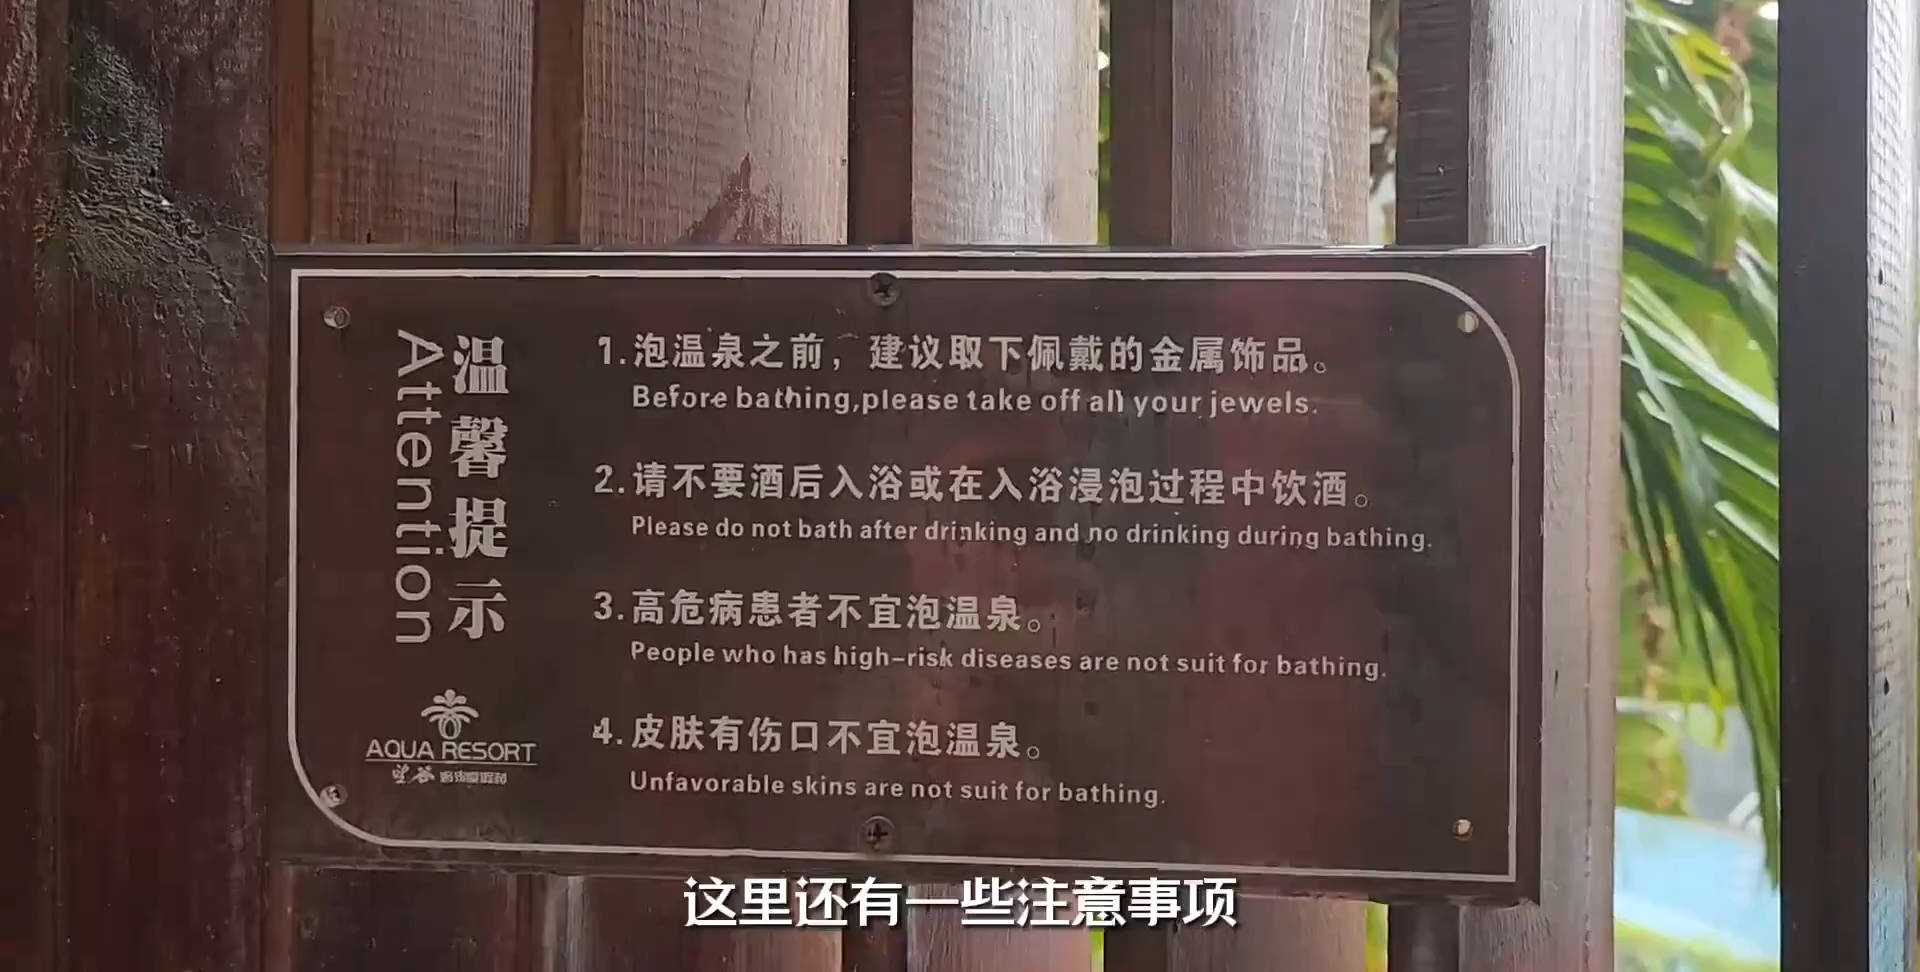 温馨提示
Attention
1.泡温泉之前，建议取下佩戴的金属饰品。
Before bathing,please take off all your jewels.
2.请不要酒后入浴或在入浴浸泡过程中饮酒。
Please do not bath after drinking and no drinking during bathing.
3.高危病患者不宜泡温泉。
People who has high-risk diseases are not suit for bathing.
4.皮肤有伤口不宜泡温泉。
Unfavorable skins are not suit for bathing.
AQUA RESORT
这里还有一些注意事项